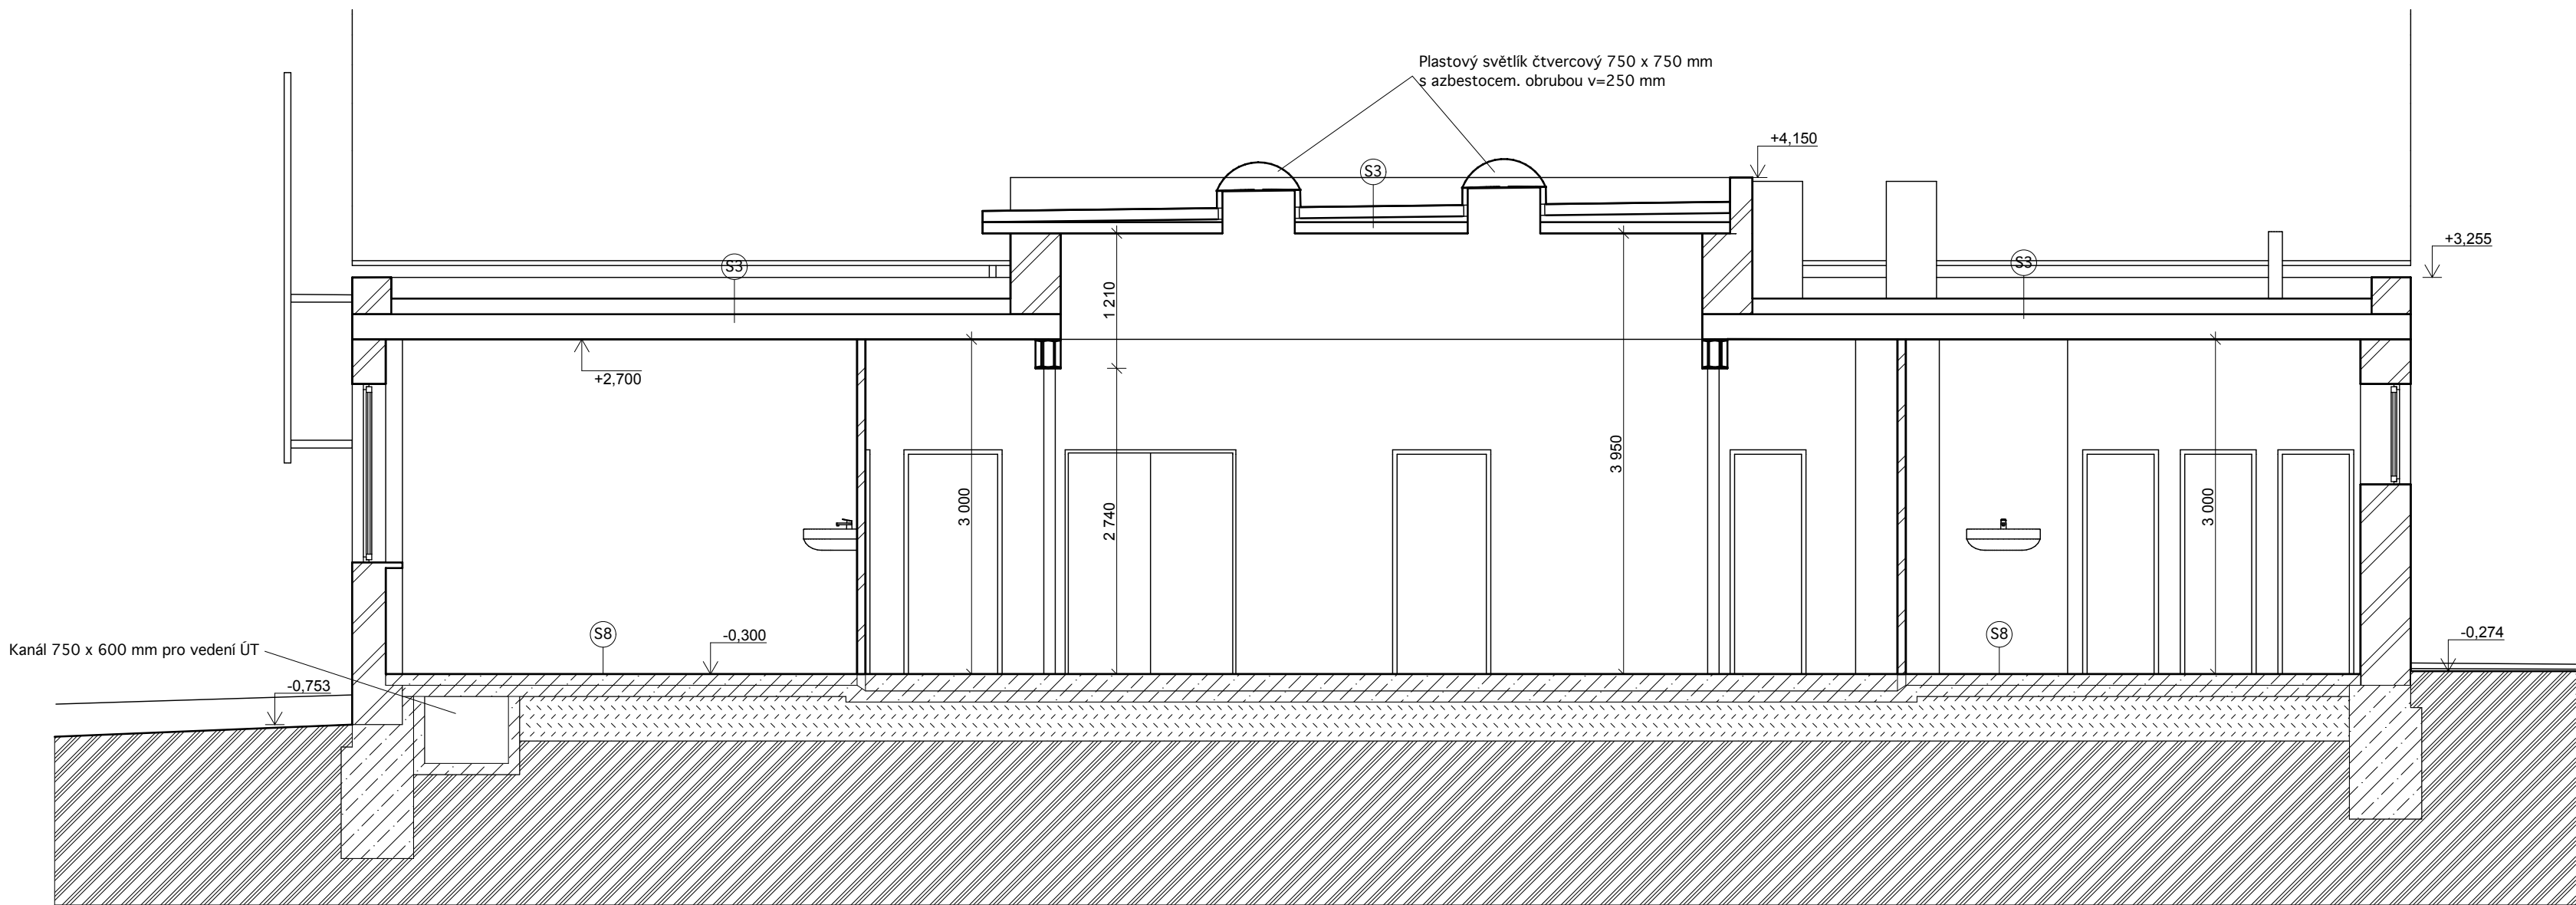 Plastový světlík čtvercový 750 x 750 mm
s azbestocem. obrubou v=250 mm
+4,150
S3
+3,255
S3
S3
1 210
+2,700
3 950
3 000
2 740
3 000
S8
-0,300
S8
-0,274
Kanál 750 x 600 mm pro vedení ÚT
-0,753